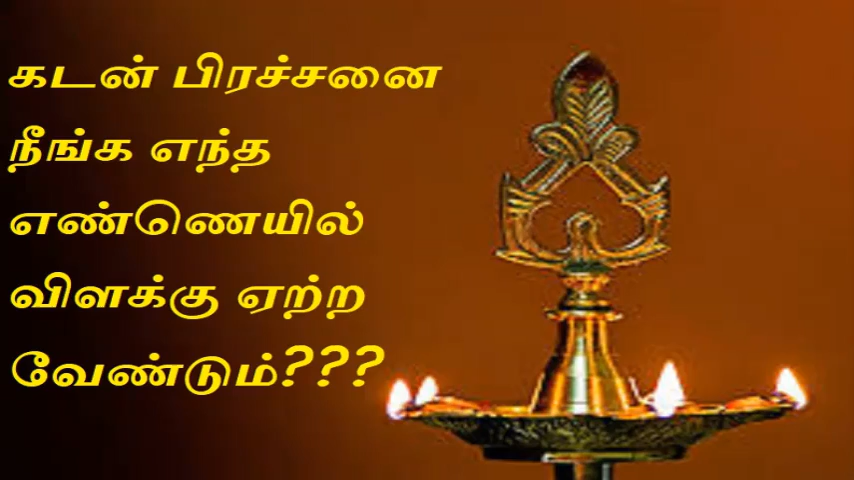 கடன் பிரச்சனை
நீங்க எந்த
எண்ணெயில்
விளக்கு ஏற்ற
வேண்டும்???